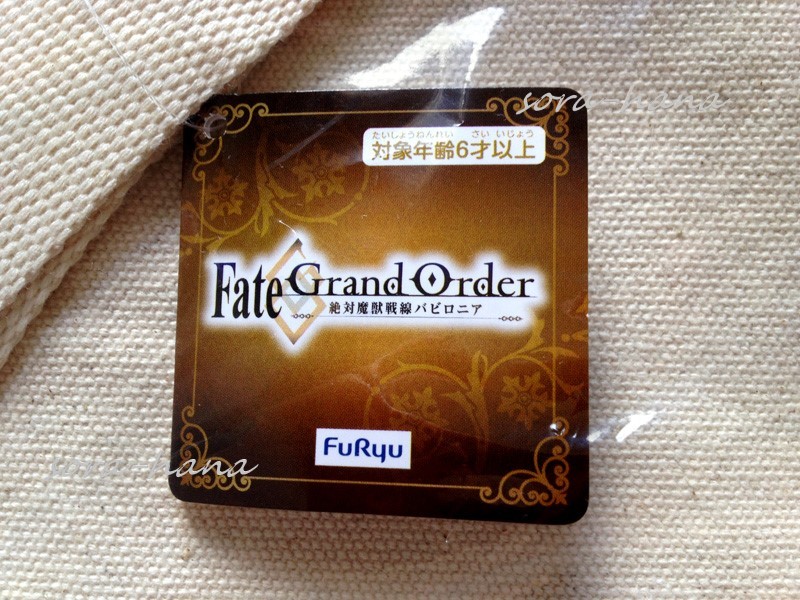 sora-hana
たいしょうねんれい さい いじょう
対象年齢6才以上
Fate Grand Order
絶対魔獣戦線バビロニア
FuRyu
sora-hana